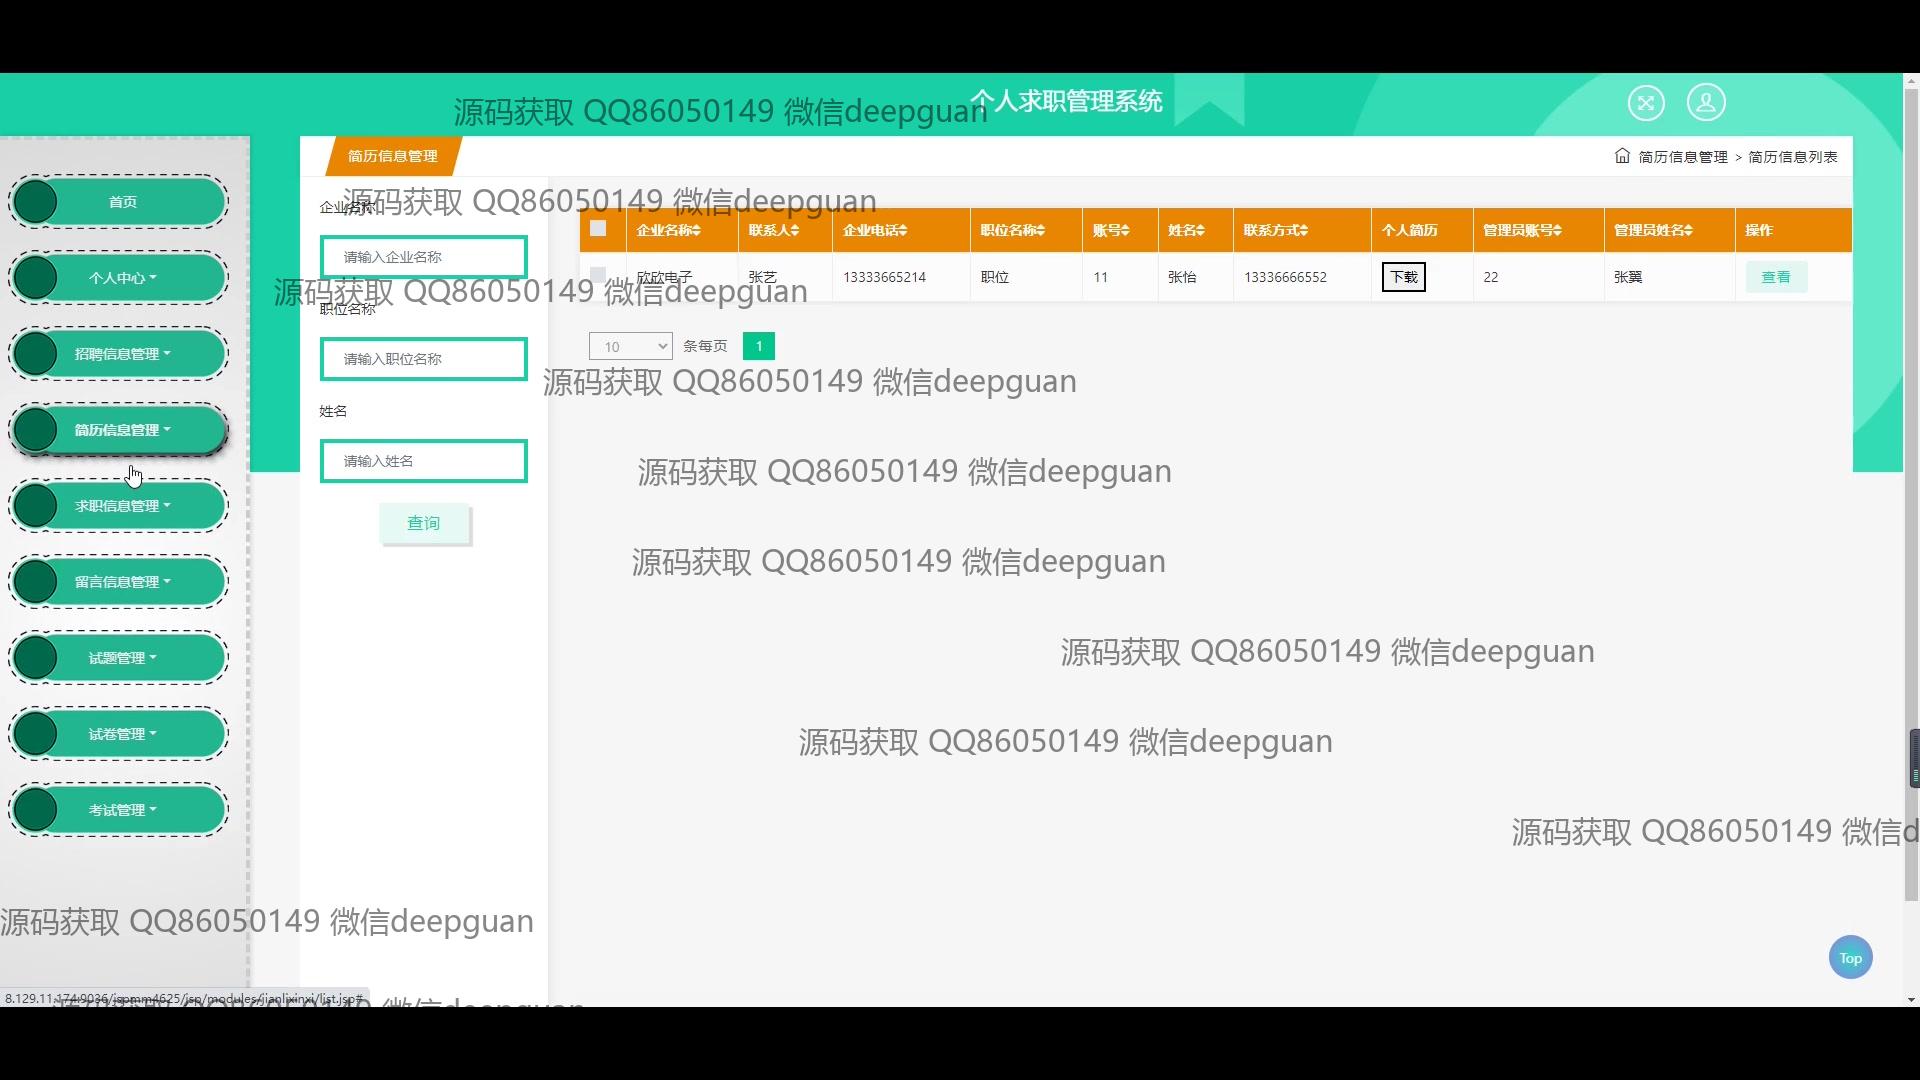 个人求职管理系统
源码获取 QQ86050149 微信deepguan
简历信息管理
简历信息管理 > 简历信息列表
首页
个人中心
招聘信息管理
简历信息管理
求职信息管理
留言信息管理
试题管理
试卷管理
考试管理
源码获取 QQ86050149 微信deepguan
企业名称
请输入企业名称
源码获取 QQ86050149 微信deepguan
职位名称
请输入职位名称
姓名
请输入姓名
查询
企业名称 联系人 企业电话 职位名称 账号 姓名 联系方式 个人简历 管理员账号 管理员姓名 操作
欣欣电子 张艺 13333665214 职位 11 张怡 13336666552 下载 22 张翼 查看
10 条每页 1
源码获取 QQ86050149 微信deepguan
源码获取 QQ86050149 微信deepguan
源码获取 QQ86050149 微信deepguan
源码获取 QQ86050149 微信deepguan
源码获取 QQ86050149 微信deepguan
源码获取 QQ86050149 微信d
源码获取 QQ86050149 微信deepguan
Top
8.129.11.174:9036/jspmm4625/jsp/modules/jianlixinxi/list.jsp#
源码获取 QQ86050149 微信deepguan